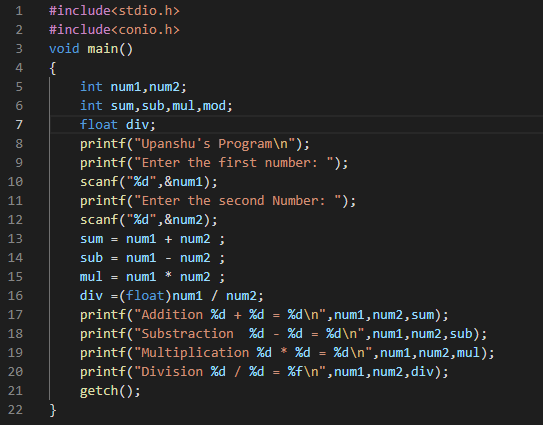 1 #include<stdio.h>
2 #include<conio.h>
3 void main()
4 {
5     int num1,num2;
6     int sum,sub,mul,mod;
7     float div;
8     printf("Upanshu's Program\n");
9     printf("Enter the first number: ");
10     scanf("%d",&num1);
11     printf("Enter the second Number: ");
12     scanf("%d",&num2);
13     sum = num1 + num2 ;
14     sub = num1 - num2 ;
15     mul = num1 * num2 ;
16     div =(float)num1 / num2;
17     printf("Addition %d + %d = %d\n",num1,num2,sum);
18     printf("Substraction  %d - %d = %d\n",num1,num2,sub);
19     printf("Multiplication %d * %d = %d\n",num1,num2,mul);
20     printf("Division %d / %d = %f\n",num1,num2,div);
21     getch();
22 }